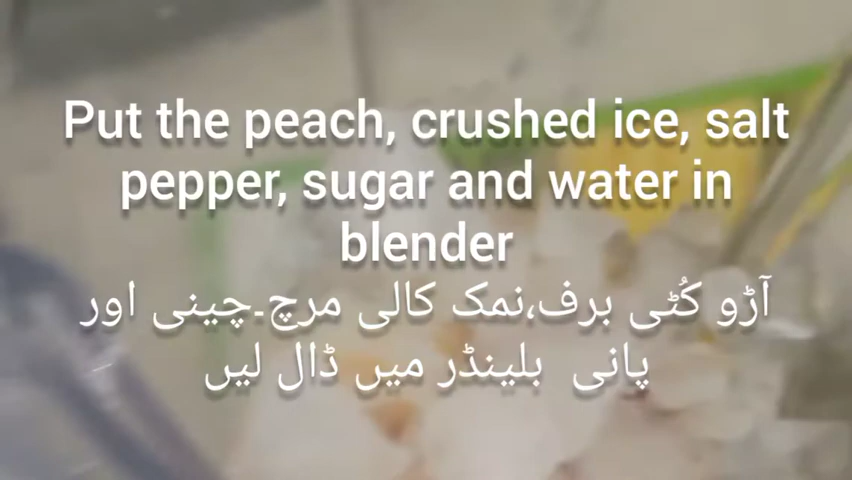 Put the peach, crushed ice, salt
pepper, sugar and water in
blender
آڑو کُٹی برف،نمک کالی مرچ۔چینی اور
پانی بلینڈر میں ڈال لیں